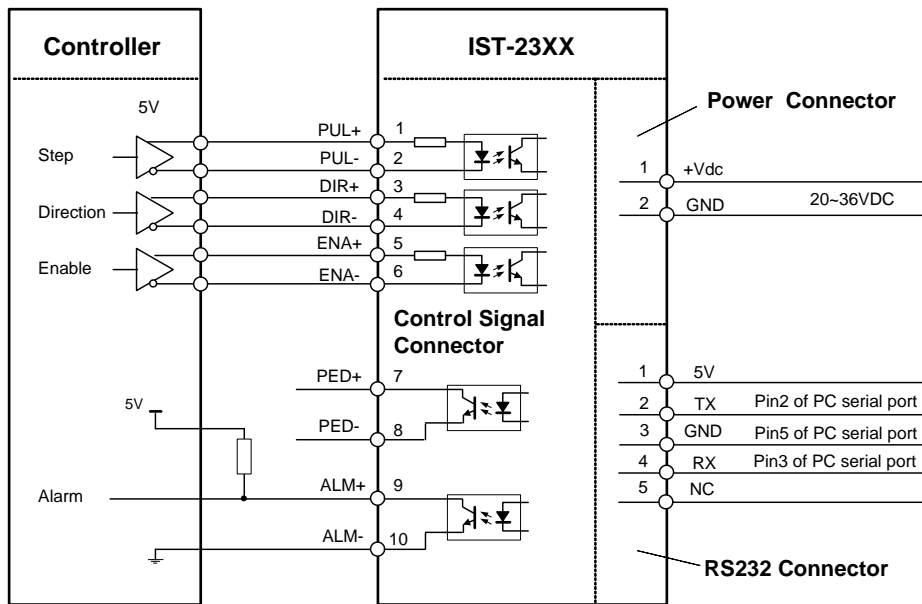 Controller
IST-23XX
5V
Step
Direction
Enable
PUL+
1
PUL-
2
DIR+
3
DIR-
4
ENA+
5
ENA-
6
Control Signal
Connector
PED+
7
PED-
8
5V
Alarm
ALM+
9
ALM-
10
Power Connector
1
+Vdc
2
GND
20~36VDC
1
5V
2
TX
Pin2 of PC serial port
3
GND
Pin5 of PC serial port
4
RX
Pin3 of PC serial port
5
NC
RS232 Connector